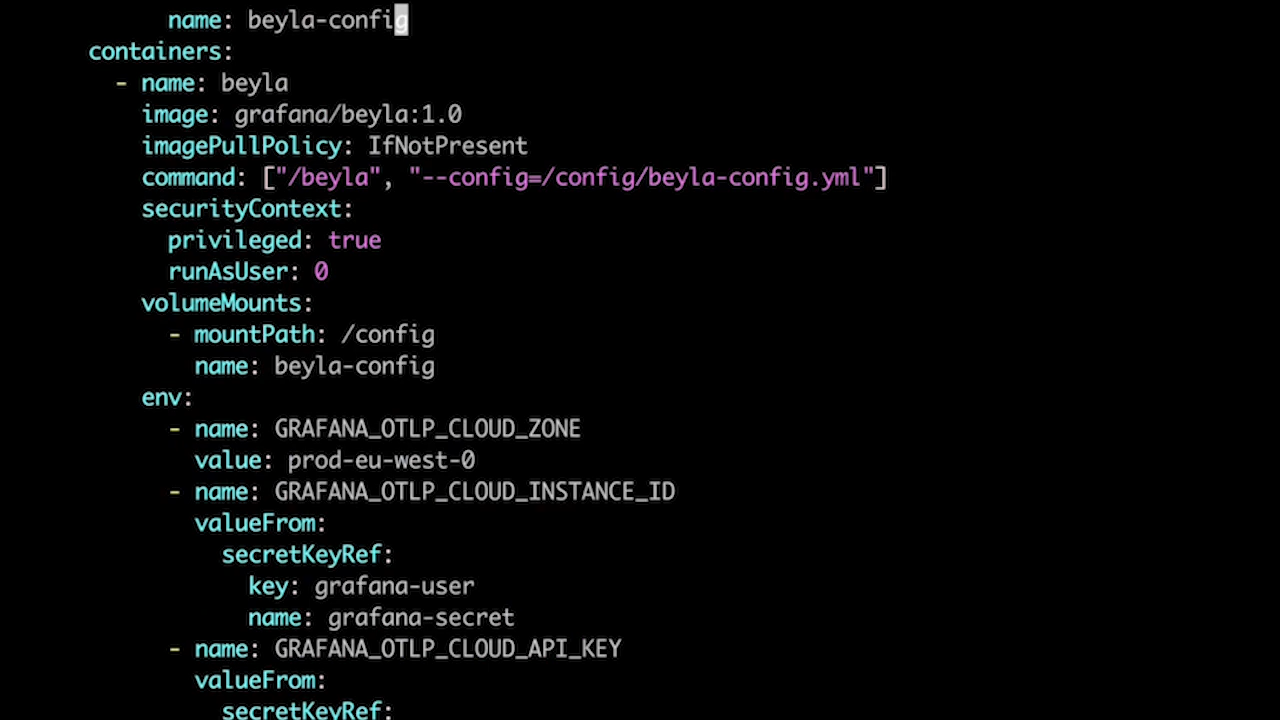 name: beyla-config
containers:
- name: beyla
image: grafana/beyla:1.0
imagePullPolicy: IfNotPresent
command: ["/beyla", "--config=/config/beyla-config.yml"]
securityContext:
privileged: true
runAsUser: 0
volumeMounts:
- mountPath: /config
name: beyla-config
env:
- name: GRAFANA_OTLP_CLOUD_ZONE
value: prod-eu-west-0
- name: GRAFANA_OTLP_CLOUD_INSTANCE_ID
valueFrom:
secretKeyRef:
key: grafana-user
name: grafana-secret
- name: GRAFANA_OTLP_CLOUD_API_KEY
valueFrom:
secretKeyRef: